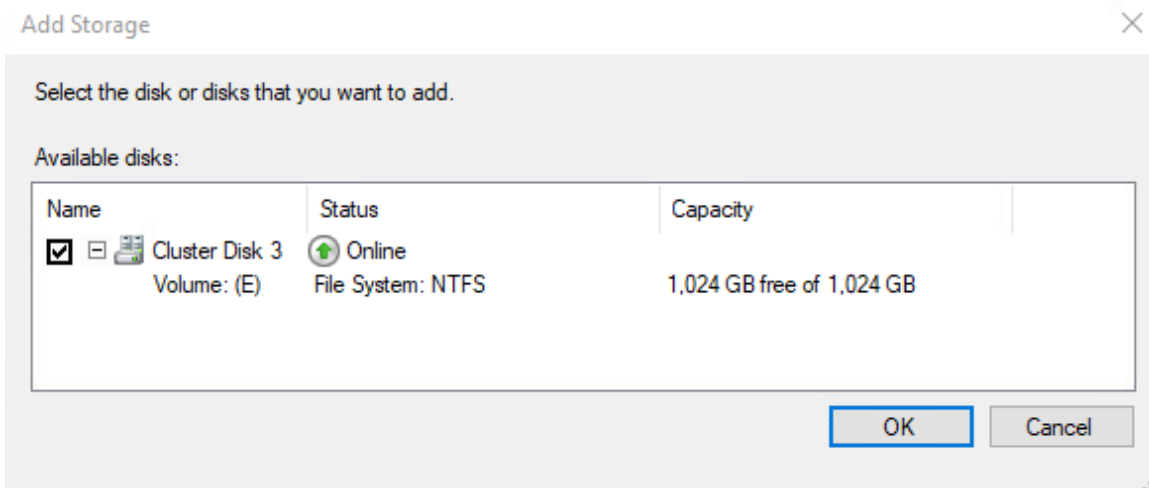 Add Storage
Select the disk or disks that you want to add.
Available disks:
Name Status Capacity
Cluster Disk 3 Online
Volume: (E) File System: NTFS 1,024 GB free of 1,024 GB
OK Cancel